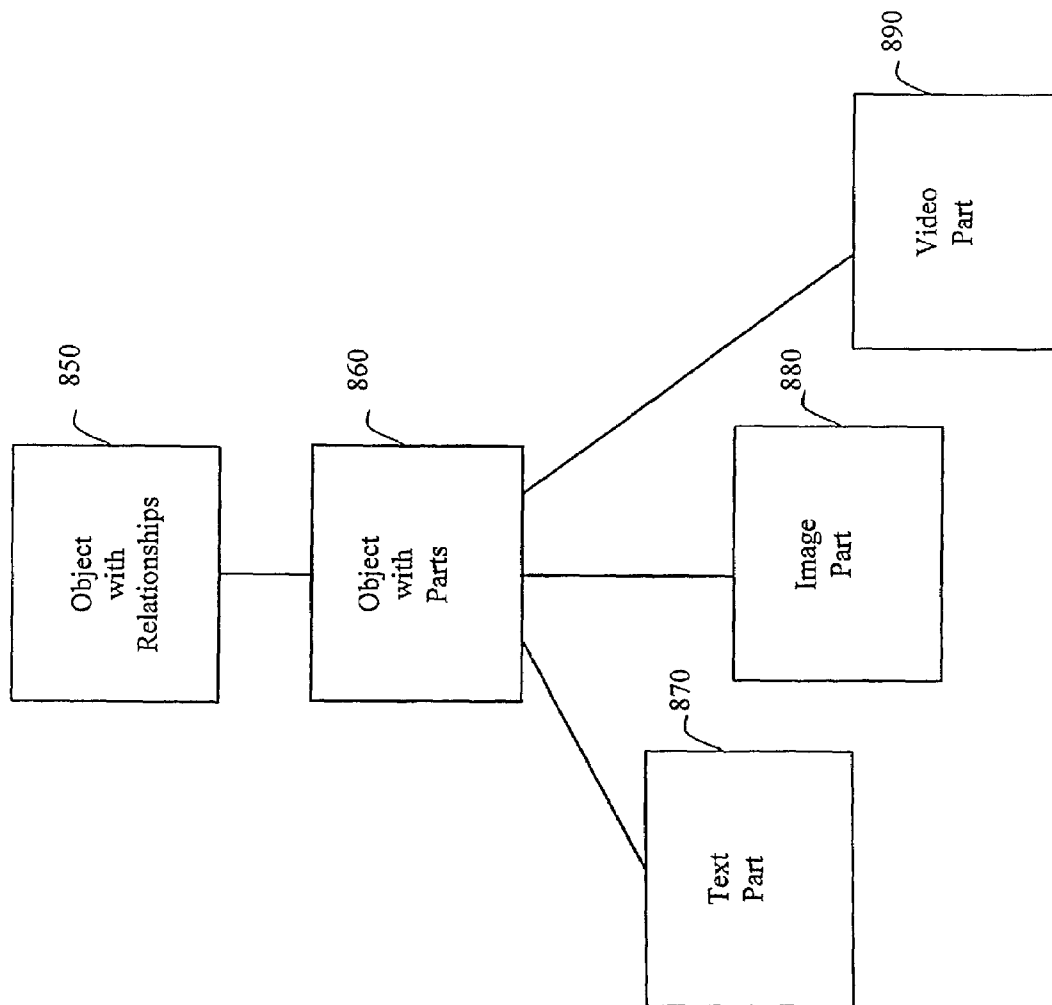 850
Object
with
Relationships
860
Object
with
Parts
870
Text
Part
880
Image
Part
890
Video
Part